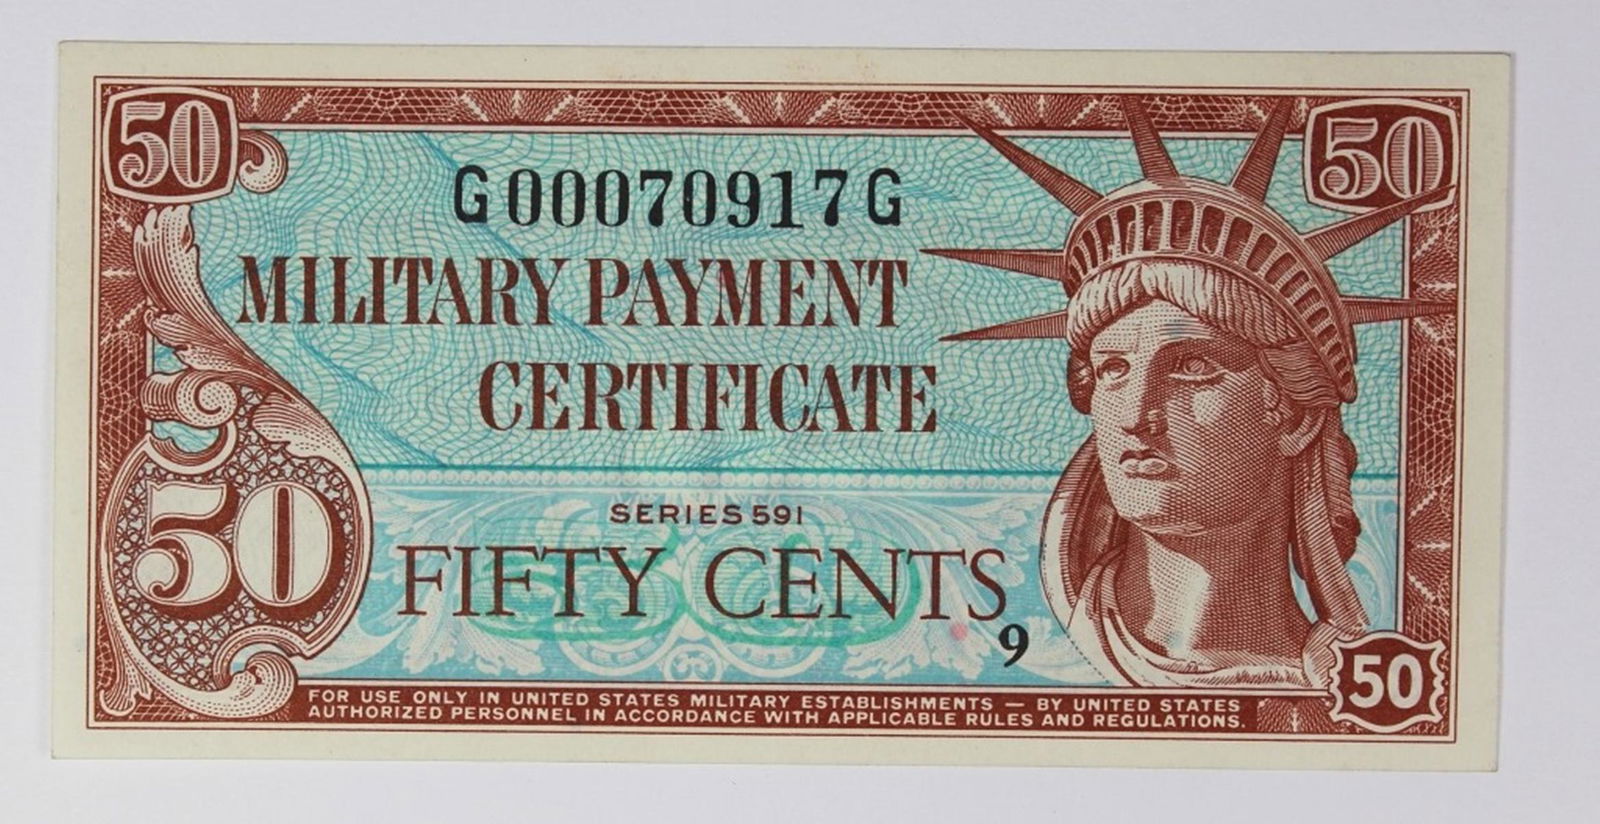 50 50
G00070917G
MILITARY PAYMENT
CERTIFICATE
SERIES 591
50 FIFTY CENTS
9
50
FOR USE ONLY IN UNITED STATES MILITARY ESTABLISHMENTS — BY UNITED STATES
AUTHORIZED PERSONNEL IN ACCORDANCE WITH APPLICABLE RULES AND REGULATIONS.